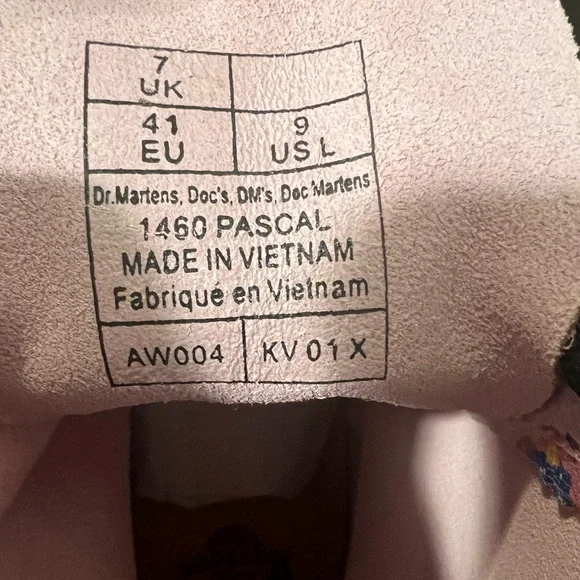 7
UK
41
EU
9
US L
Dr.Martens, Doc's, DM's, Doc Martens
1460 PASCAL
MADE IN VIETNAM
Fabriqué en Vietnam
AW004
KV 01 X